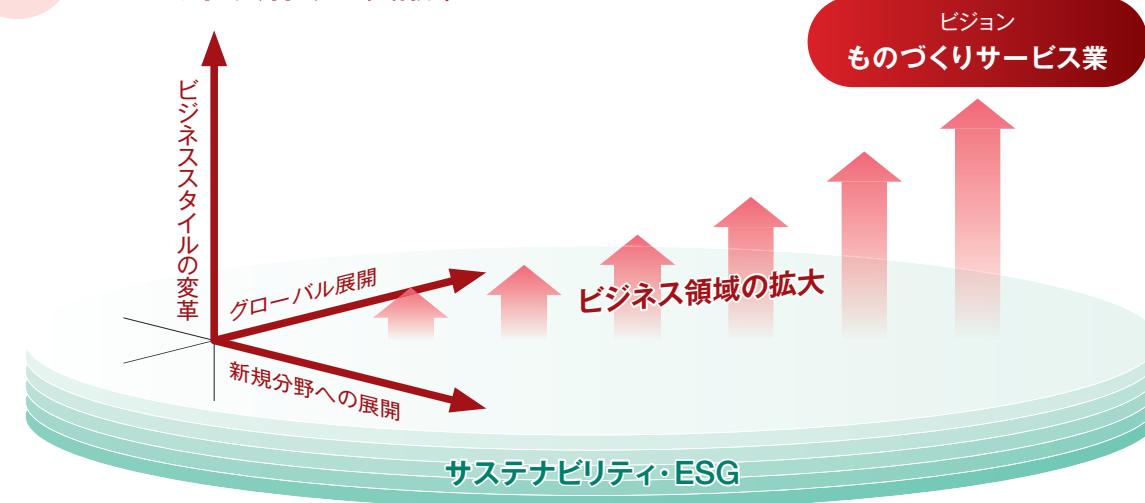 ビジョン
ものづくりサービス業
ビジネススタイルの変革
グローバル展開
ビジネス領域の拡大
新規分野への展開
サステナビリティ・ESG